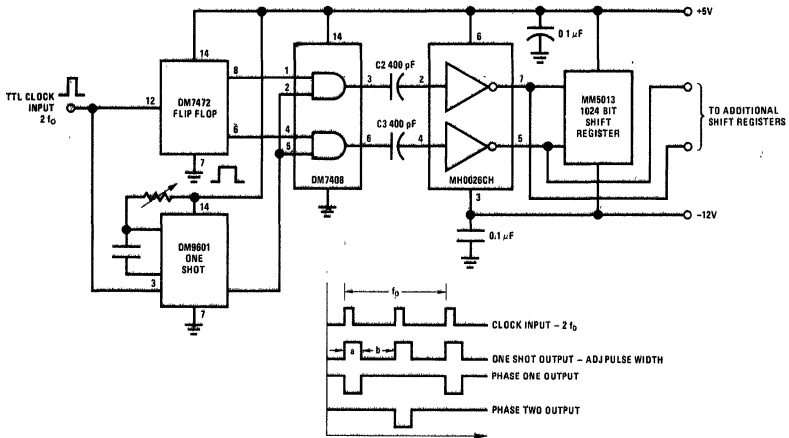 +5V
0.1 µF
14
14
6
C2 400 pF
TTL CLOCK
INPUT
2 f₀
12
DM7472
FLIP FLOP
8
6
7
1
2
4
5
3
6
DM7408
C3 400 pF
2
4
7
5
MH0026CH
3
MM5013
1024 BIT
SHIFT
REGISTER
TO ADDITIONAL
SHIFT REGISTERS
-12V
0.1 µF
14
DM9601
ONE
SHOT
3
7
f₀
CLOCK INPUT – 2 f₀
a
b
ONE SHOT OUTPUT – ADJ PULSE WIDTH
PHASE ONE OUTPUT
PHASE TWO OUTPUT